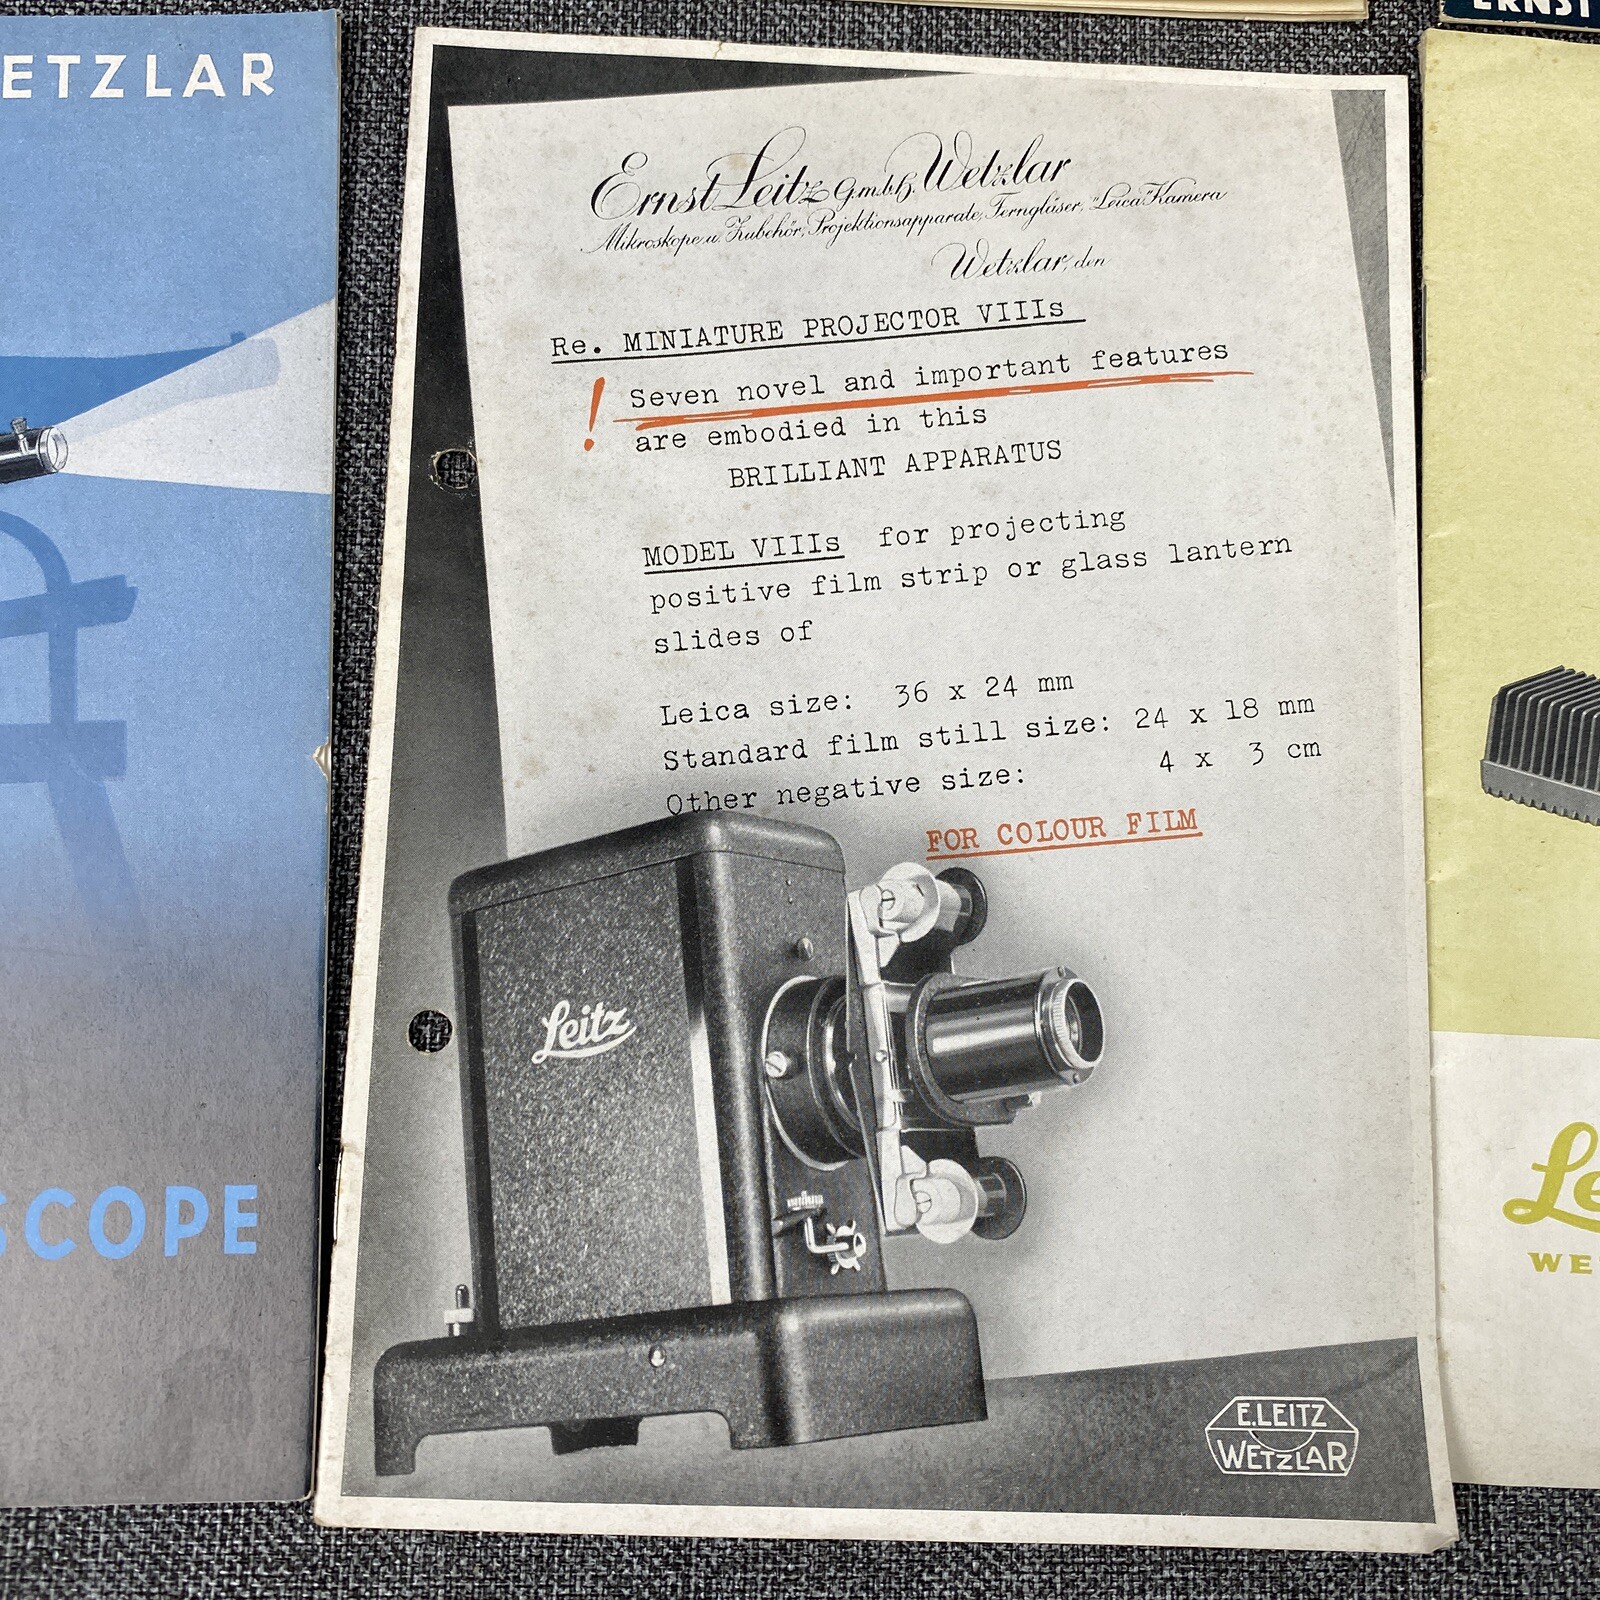 ETZLAR
SCOPE
Ernst Leitz G.m.b.H. Wetzlar
Mikroskope u. Zubehör, Projektionsapparate, Ferngläser, "Leica" Kamera
Wetzlar, den
Re. MINIATURE PROJECTOR VIIIs
! Seven novel and important features
are embodied in this
BRILLIANT APPARATUS
MODEL VIIIs for projecting
positive film strip or glass lantern
slides of
Leica size: 36 x 24 mm
Standard film still size: 24 x 18 mm
Other negative size: 4 x 3 cm
FOR COLOUR FILM
Leitz
E.LEITZ
WETZLAR
ERNST
Le
WE